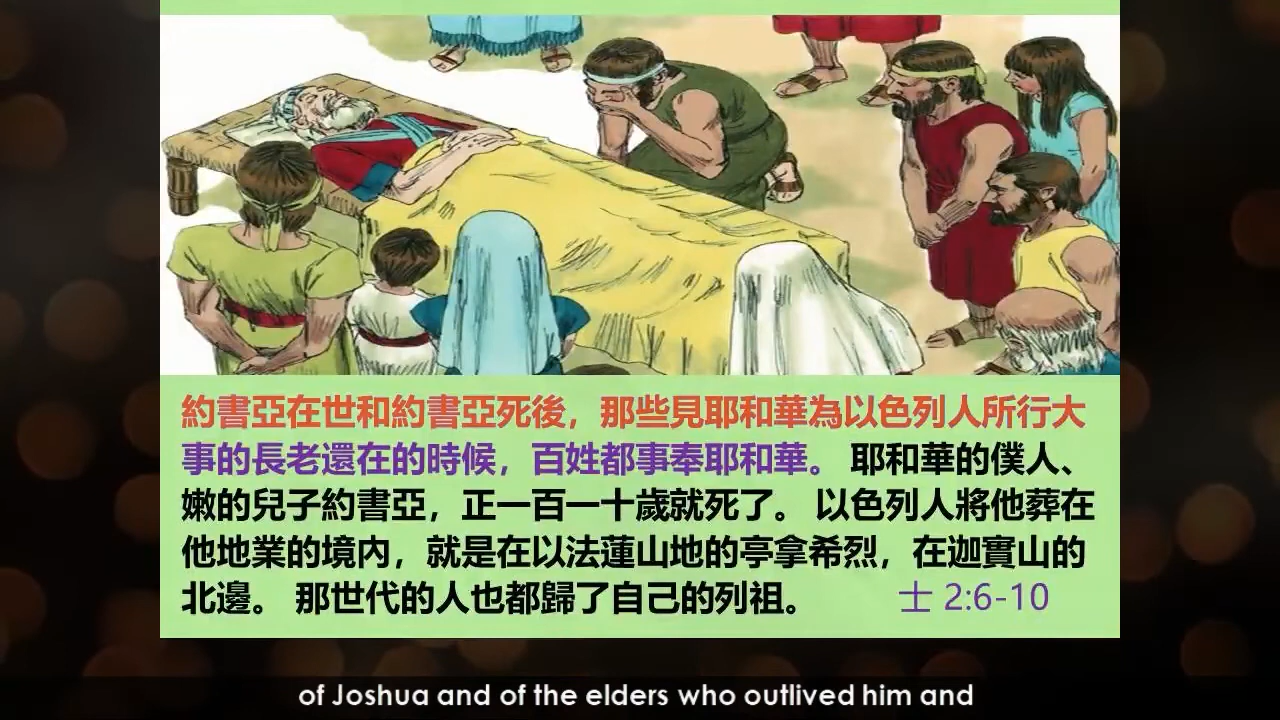 約書亞在世和約書亞死後，那些見耶和華為以色列人所行大
事的長老還在的時候，百姓都事奉耶和華。 耶和華的僕人、
嫩的兒子約書亞，正一百一十歲就死了。 以色列人將他葬在
他地業的境內，就是在以法蓮山地的亭拿希烈，在迦實山的
北邊。 那世代的人也都歸了自己的列祖。 士 2:6-10
of Joshua and of the elders who outlived him and